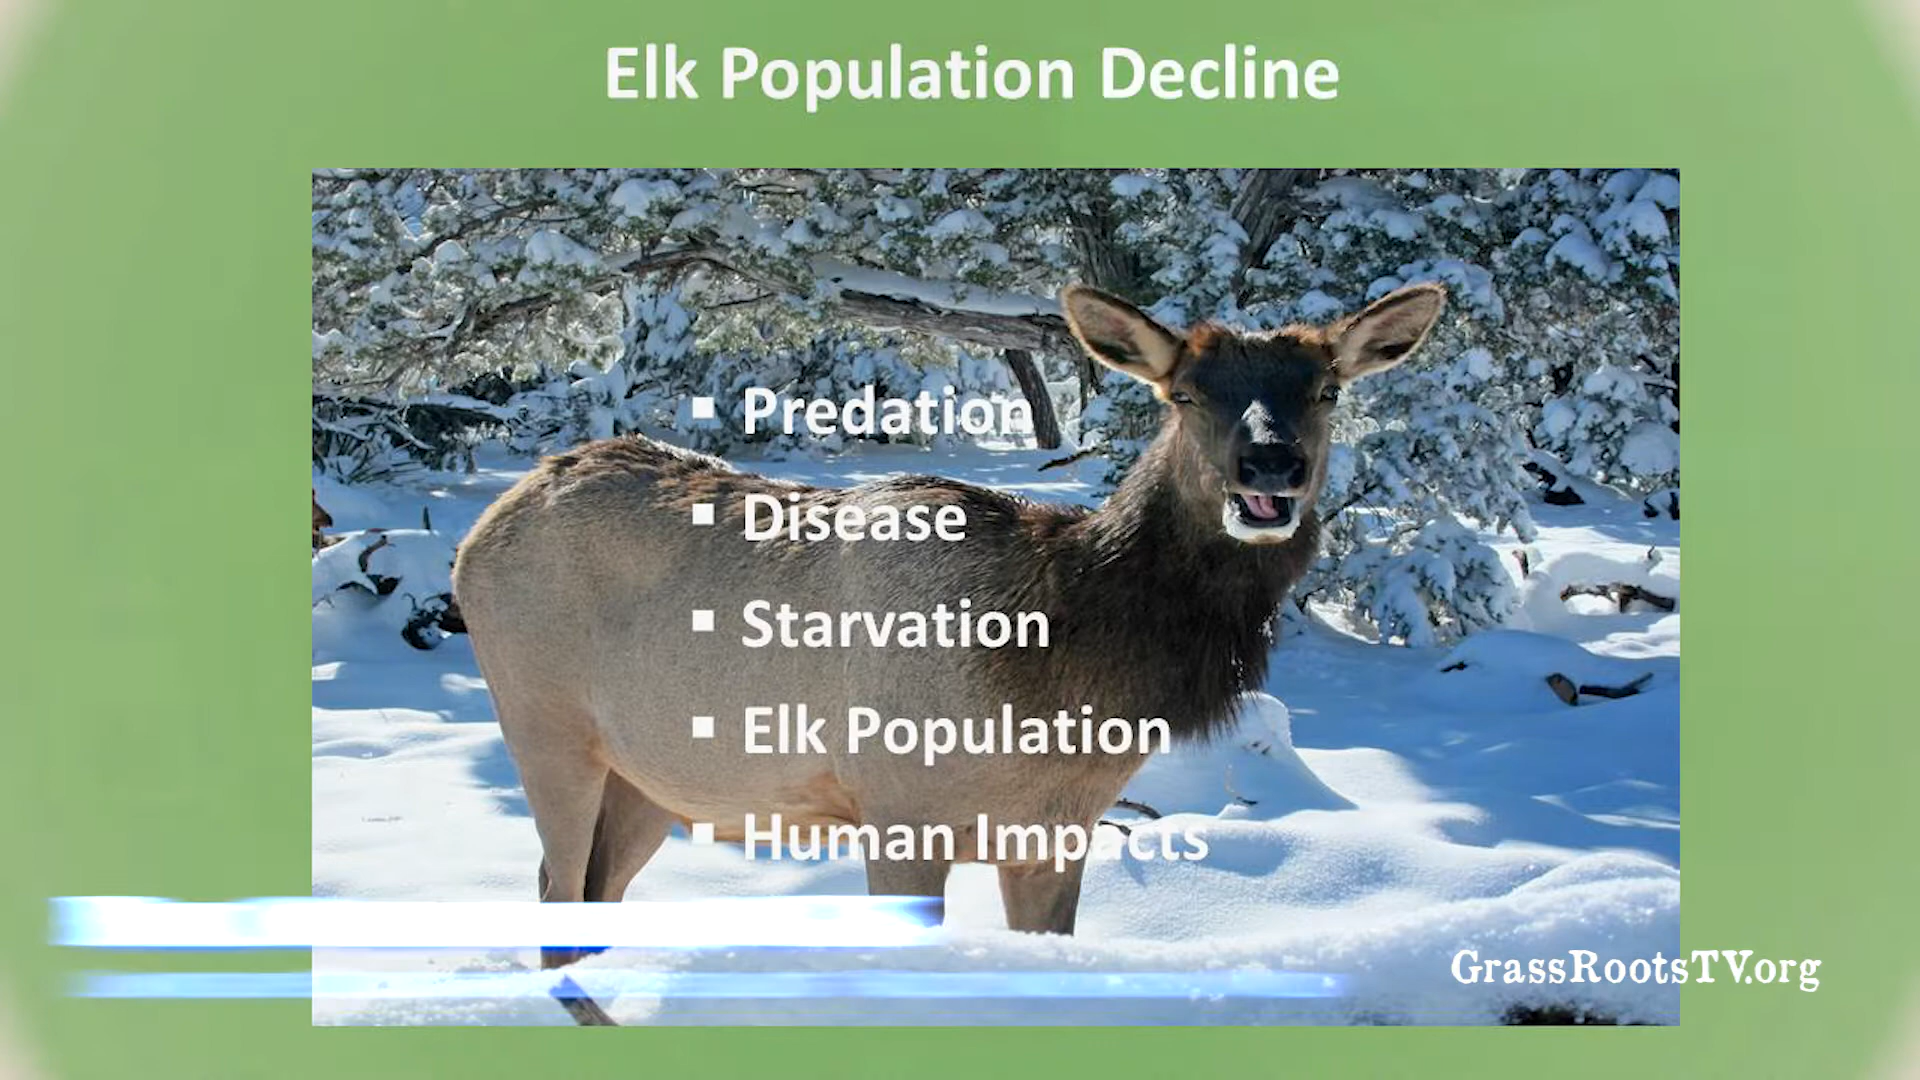 Elk Population Decline
▪ Predation
▪ Disease
▪ Starvation
▪ Elk Population
▪ Human Impacts
GrassRootsTV.org